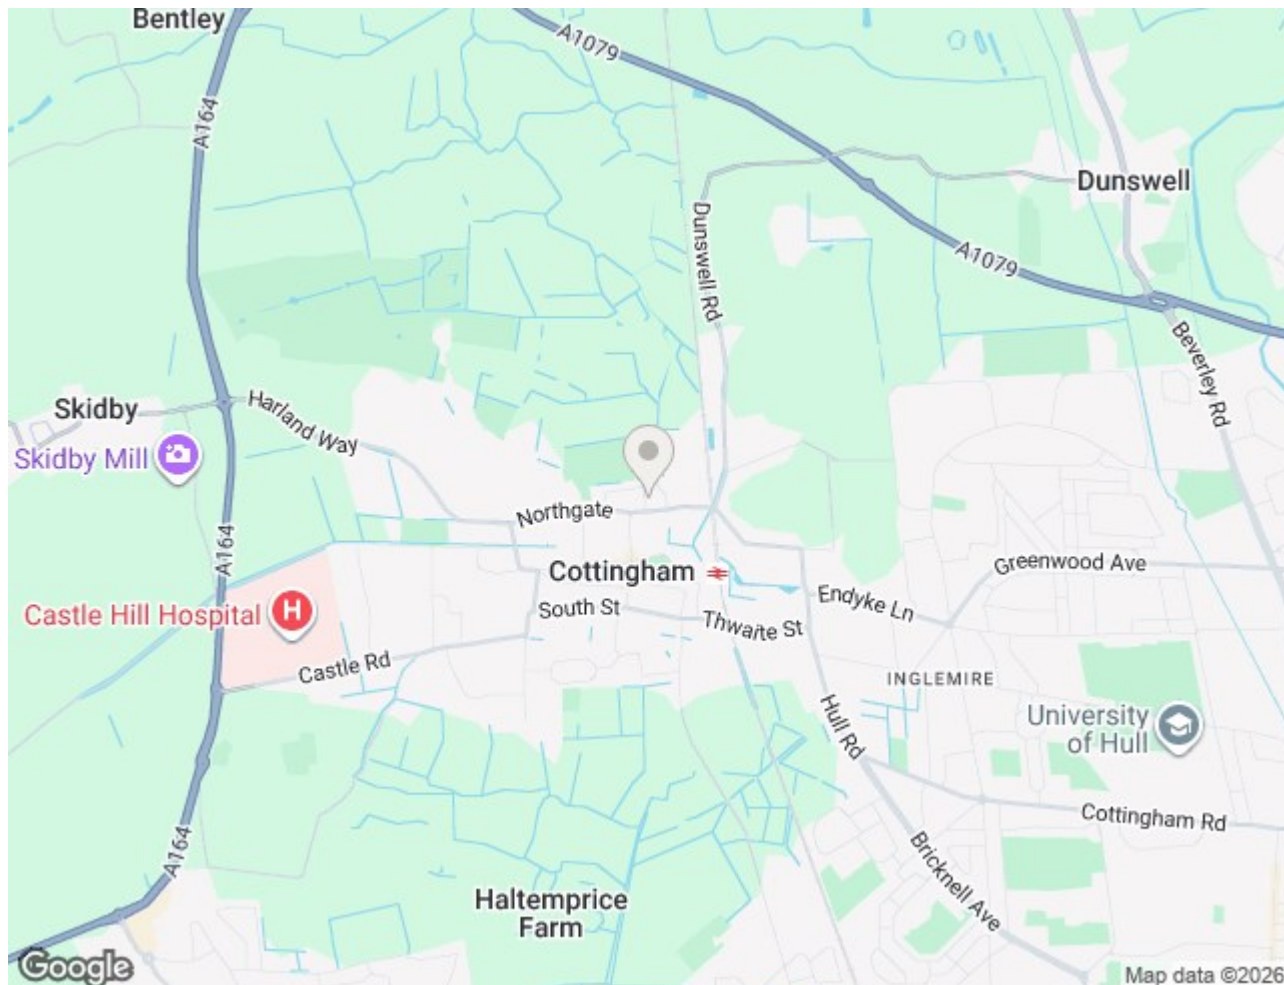 Bentley
A1079
A164
Dunswell
Dunswell Rd
A1079
Beverley Rd
Skidby
Harland Way
Skidby Mill
Northgate
A164
Cottingham
Greenwood Ave
Castle Hill Hospital
H
South St
Endyke Ln
Thwaite St
Castle Rd
INGLEMIRE
Hull Rd
University
of Hull
Cottingham Rd
A164
Bricknell Ave
Haltemprice
Farm
Google
Map data ©2026